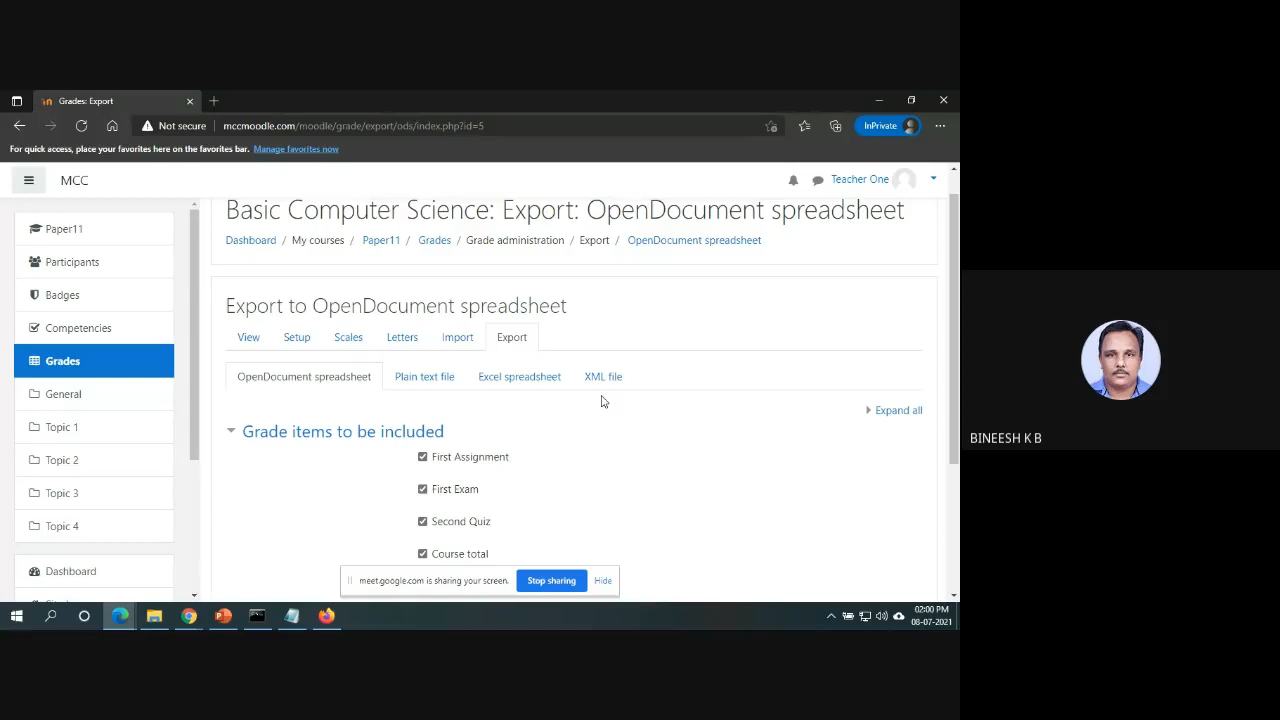 Grades: Export
Not secure
mccmoodle.com/moodle/grade/export/ods/index.php?id=5
InPrivate
For quick access, place your favorites here on the favorites bar. Manage favorites now
MCC
Teacher One
Basic Computer Science: Export: OpenDocument spreadsheet
Dashboard / My courses / Paper11 / Grades / Grade administration / Export / OpenDocument spreadsheet
Paper11
Participants
Badges
Competencies
Grades
General
Topic 1
Topic 2
Topic 3
Topic 4
Dashboard
Export to OpenDocument spreadsheet
View Setup Scales Letters Import Export
OpenDocument spreadsheet Plain text file Excel spreadsheet XML file
Expand all
Grade items to be included
First Assignment
First Exam
Second Quiz
Course total
meet.google.com is sharing your screen. Stop sharing Hide
02:00 PM
08-07-2021
BINEESH K B